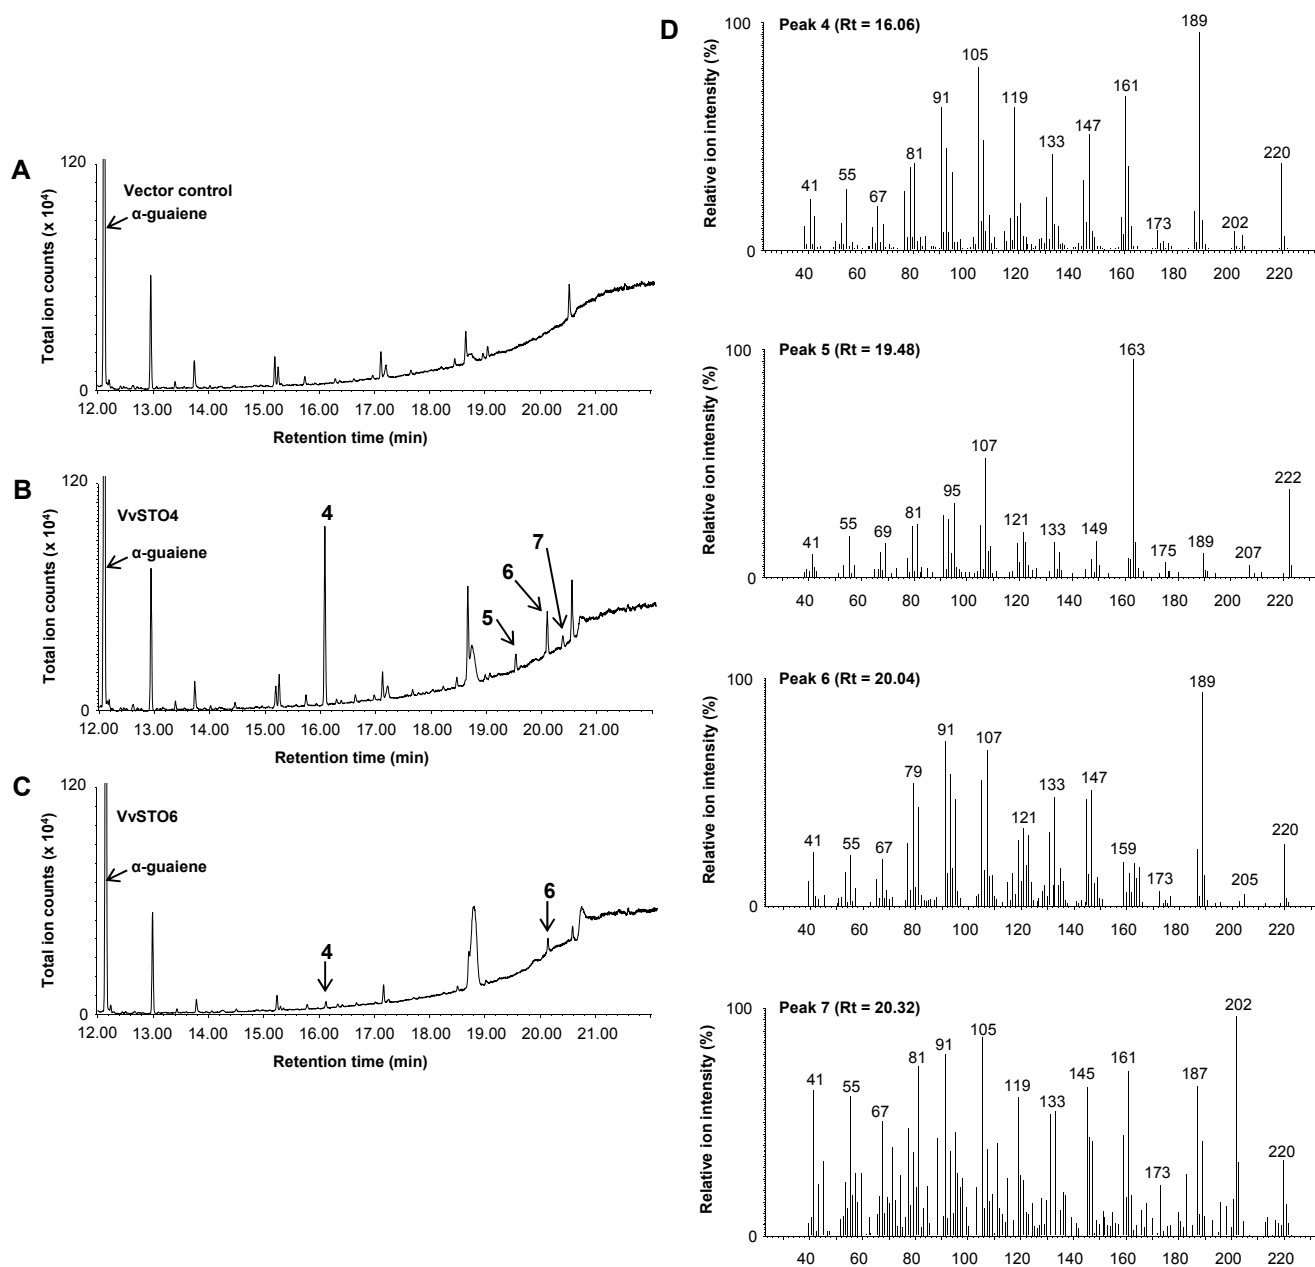 A
Total ion counts (x 10⁴)
120
0
Vector control
α-guaiene
12.00 13.00 14.00 15.00 16.00 17.00 18.00 19.00 20.00 21.00
Retention time (min)
B
Total ion counts (x 10⁴)
120
0
VvSTO4
α-guaiene
4
5
6
7
12.00 13.00 14.00 15.00 16.00 17.00 18.00 19.00 20.00 21.00
Retention time (min)
C
Total ion counts (x 10⁴)
120
0
VvSTO6
α-guaiene
4
6
12.00 13.00 14.00 15.00 16.00 17.00 18.00 19.00 20.00 21.00
Retention time (min)
D
Relative ion intensity (%)
100
0
Peak 4 (Rt = 16.06)
41 55 67 81 91 105 119 133 147 161 173 189 202 220
40 60 80 100 120 140 160 180 200 220
Relative ion intensity (%)
100
0
Peak 5 (Rt = 19.48)
41 55 69 81 95 107 121 133 149 163 175 189 207 222
40 60 80 100 120 140 160 180 200 220
Relative ion intensity (%)
100
0
Peak 6 (Rt = 20.04)
41 55 67 79 91 107 121 133 147 159 173 189 205 220
40 60 80 100 120 140 160 180 200 220
Relative ion intensity (%)
100
0
Peak 7 (Rt = 20.32)
41 55 67 81 91 105 119 133 145 161 173 187 202 220
40 60 80 100 120 140 160 180 200 220